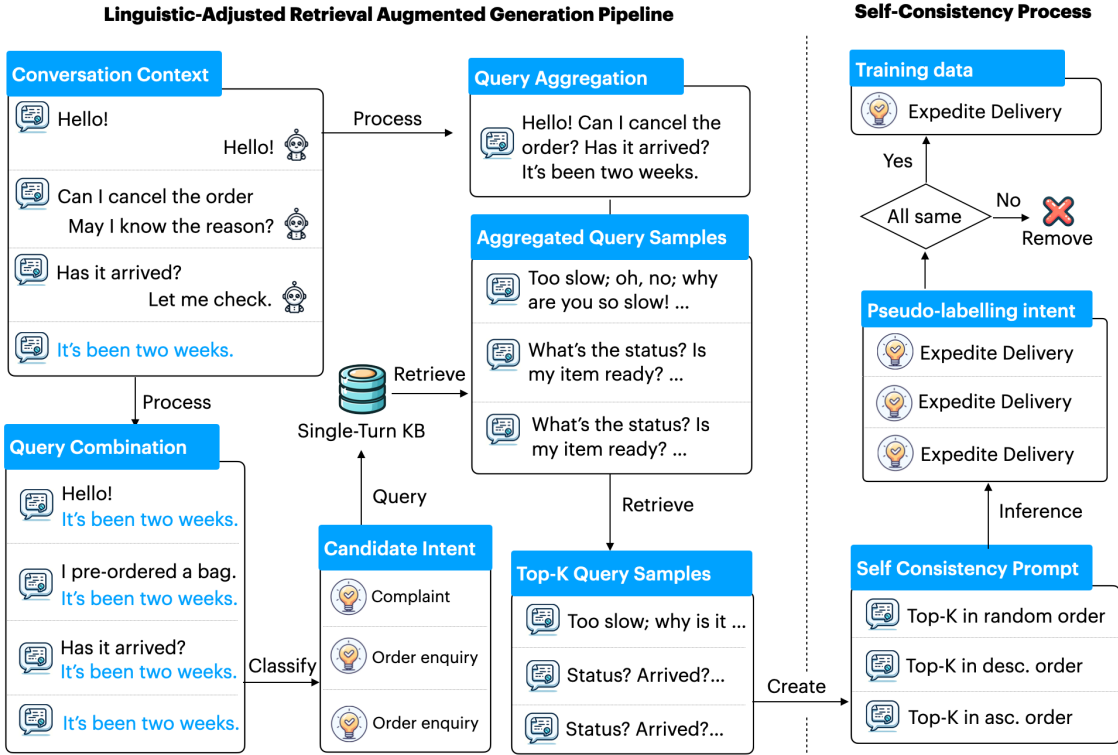 Linguistic-Adjusted Retrieval Augmented Generation Pipeline
Conversation Context
Hello!
Hello!
Can I cancel the order
May I know the reason?
Has it arrived?
Let me check.
It's been two weeks.
Process
Process
Query Aggregation
Hello! Can I cancel the
order? Has it arrived?
It's been two weeks.
Aggregated Query Samples
Too slow; oh, no; why
are you so slow! ...
What's the status? Is
my item ready? ...
What's the status? Is
my item ready? ...
Query Combination
Hello!
It's been two weeks.
I pre-ordered a bag.
It's been two weeks.
Has it arrived?
It's been two weeks.
It's been two weeks.
Classify
Candidate Intent
Complaint
Order enquiry
Order enquiry
Query
Single-Turn KB
Retrieve
Retrieve
Top-K Query Samples
Too slow; why is it ...
Status? Arrived?...
Status? Arrived?...
Create
Self-Consistency Process
Training data
Expedite Delivery
Yes
All same
No
Remove
Pseudo-labelling intent
Expedite Delivery
Expedite Delivery
Expedite Delivery
Inference
Self Consistency Prompt
Top-K in random order
Top-K in desc. order
Top-K in asc. order